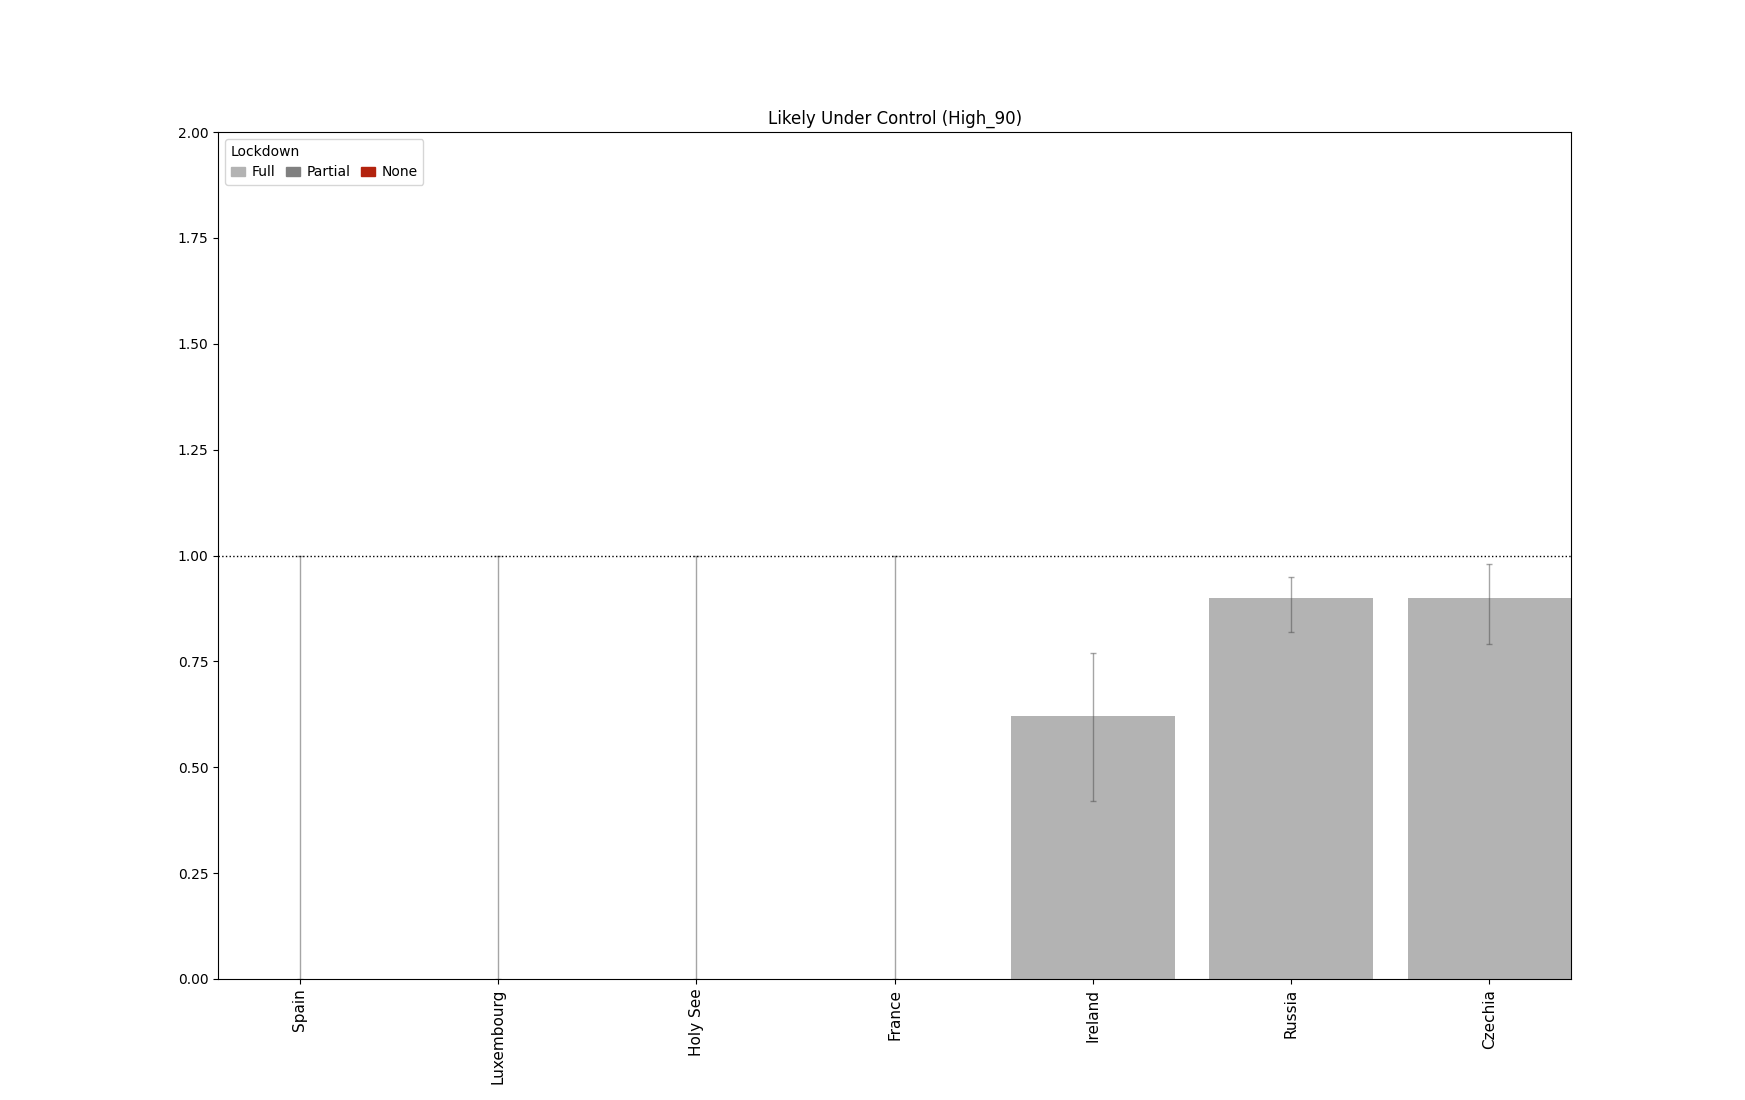 Likely Under Control (High_90)
2.00
Lockdown
Full Partial None
1.75
1.50
1.25
1.00
0.75
0.50
0.25
0.00
Spain
Luxembourg
Holy See
France
Ireland
Russia
Czechia